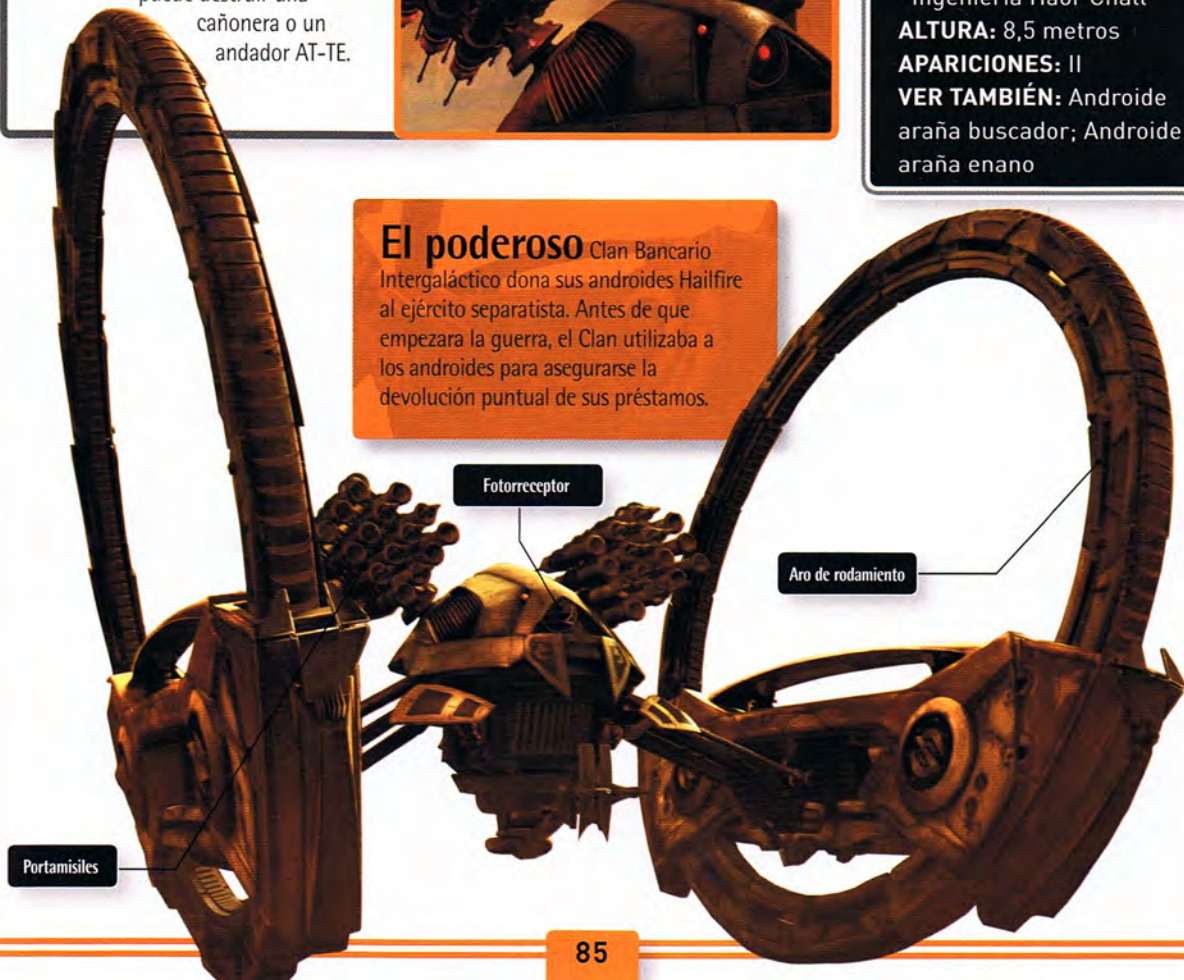 cañonera o un
andador AT-TE.
ALTURA: 8,5 metros
APARICIONES: II
VER TAMBIÉN: Androide
araña buscador; Androide
araña enano
El poderoso Clan Bancario
Intergaláctico dona sus androides Hailfire
al ejército separatista. Antes de que
empezara la guerra, el Clan utilizaba a
los androides para asegurarse la
devolución puntual de sus préstamos.
Fotorreceptor
Aro de rodamiento
Portamisiles
85